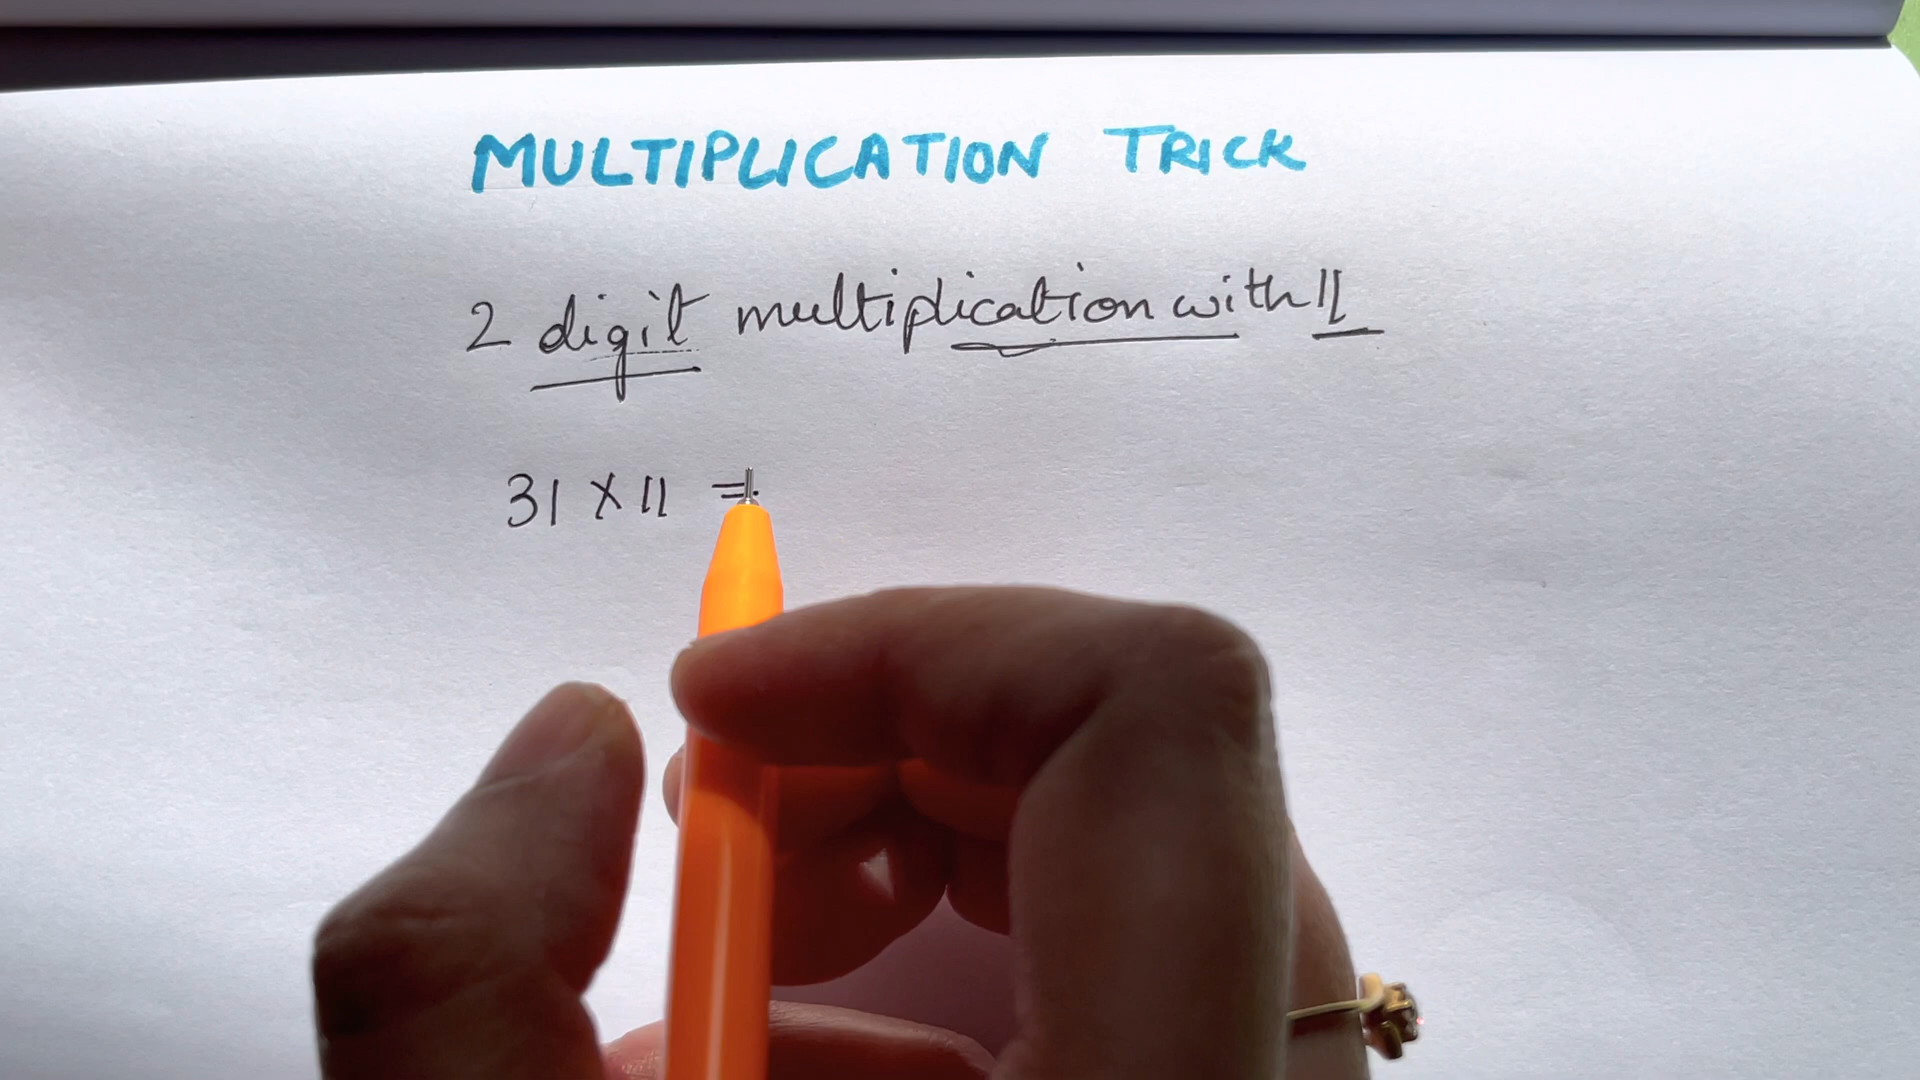 MULTIPLICATION TRICK
2 digit multiplication with 11
31 X 11 =